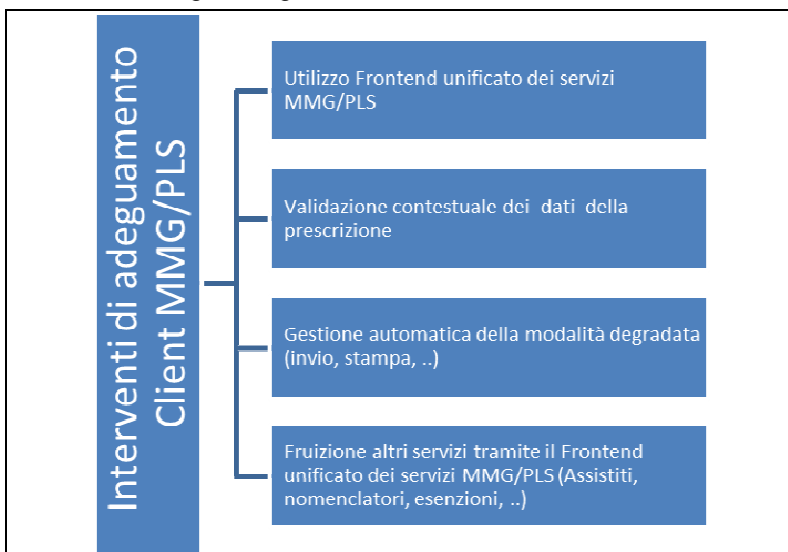 Interventi di adeguamento
Client MMG/PLS
Utilizzo Frontend unificato dei servizi
MMG/PLS
Validazione contestuale dei dati della
prescrizione
Gestione automatica della modalità degradata
(invio, stampa, ..)
Fruizione altri servizi tramite il Frontend
unificato dei servizi MMG/PLS (Assistiti,
nomenclatori, esenzioni, ..)